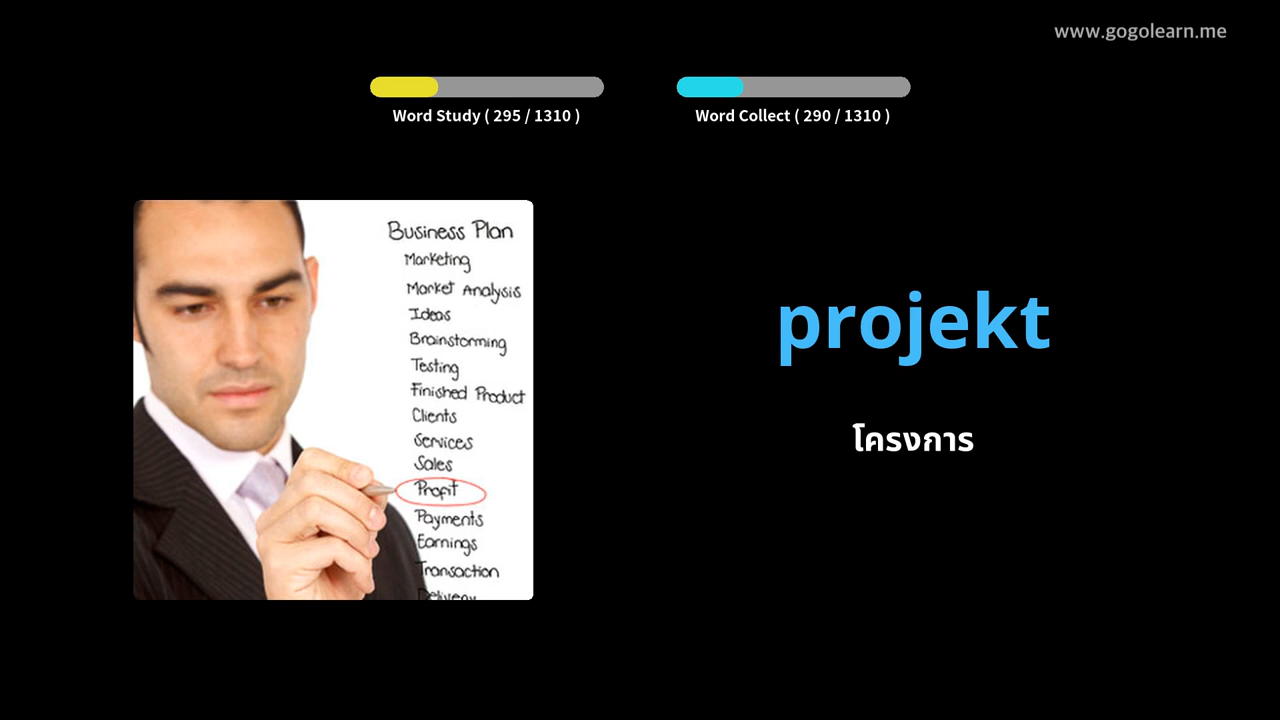 www.gogolearn.me
Word Study ( 295 / 1310 )
Word Collect ( 290 / 1310 )
Business Plan
Marketing
Market Analysis
Ideas
Brainstorming
Testing
Finished Product
Clients
Services
Sales
Profit
Payments
Earnings
Transaction
Delivery
projekt
โครงการ